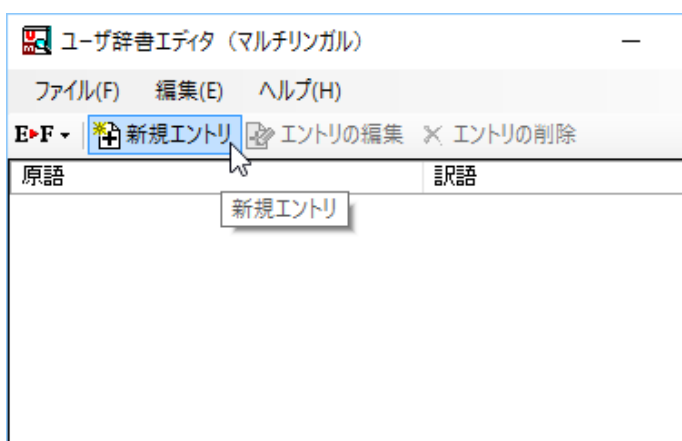 ユーザ辞書エディタ（マルチリンガル）
ファイル(F) 編集(E) ヘルプ(H)
E▸F 新規エントリ エントリの編集 エントリの削除
原語 訳語
新規エントリ